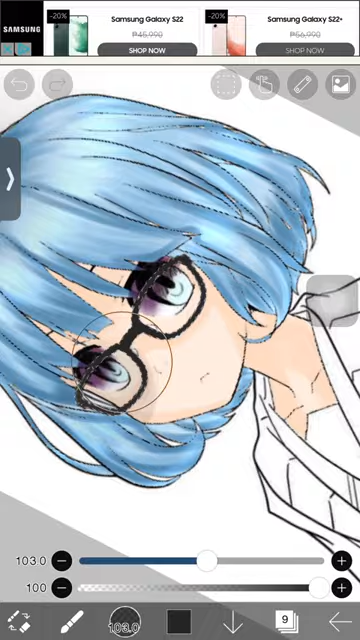 SAMSUNG
-20%
Samsung Galaxy S22
₱45,990
SHOP NOW
-20%
Samsung Galaxy S22+
₱56,990
SHOP NOW
103.0
100
103.0
9